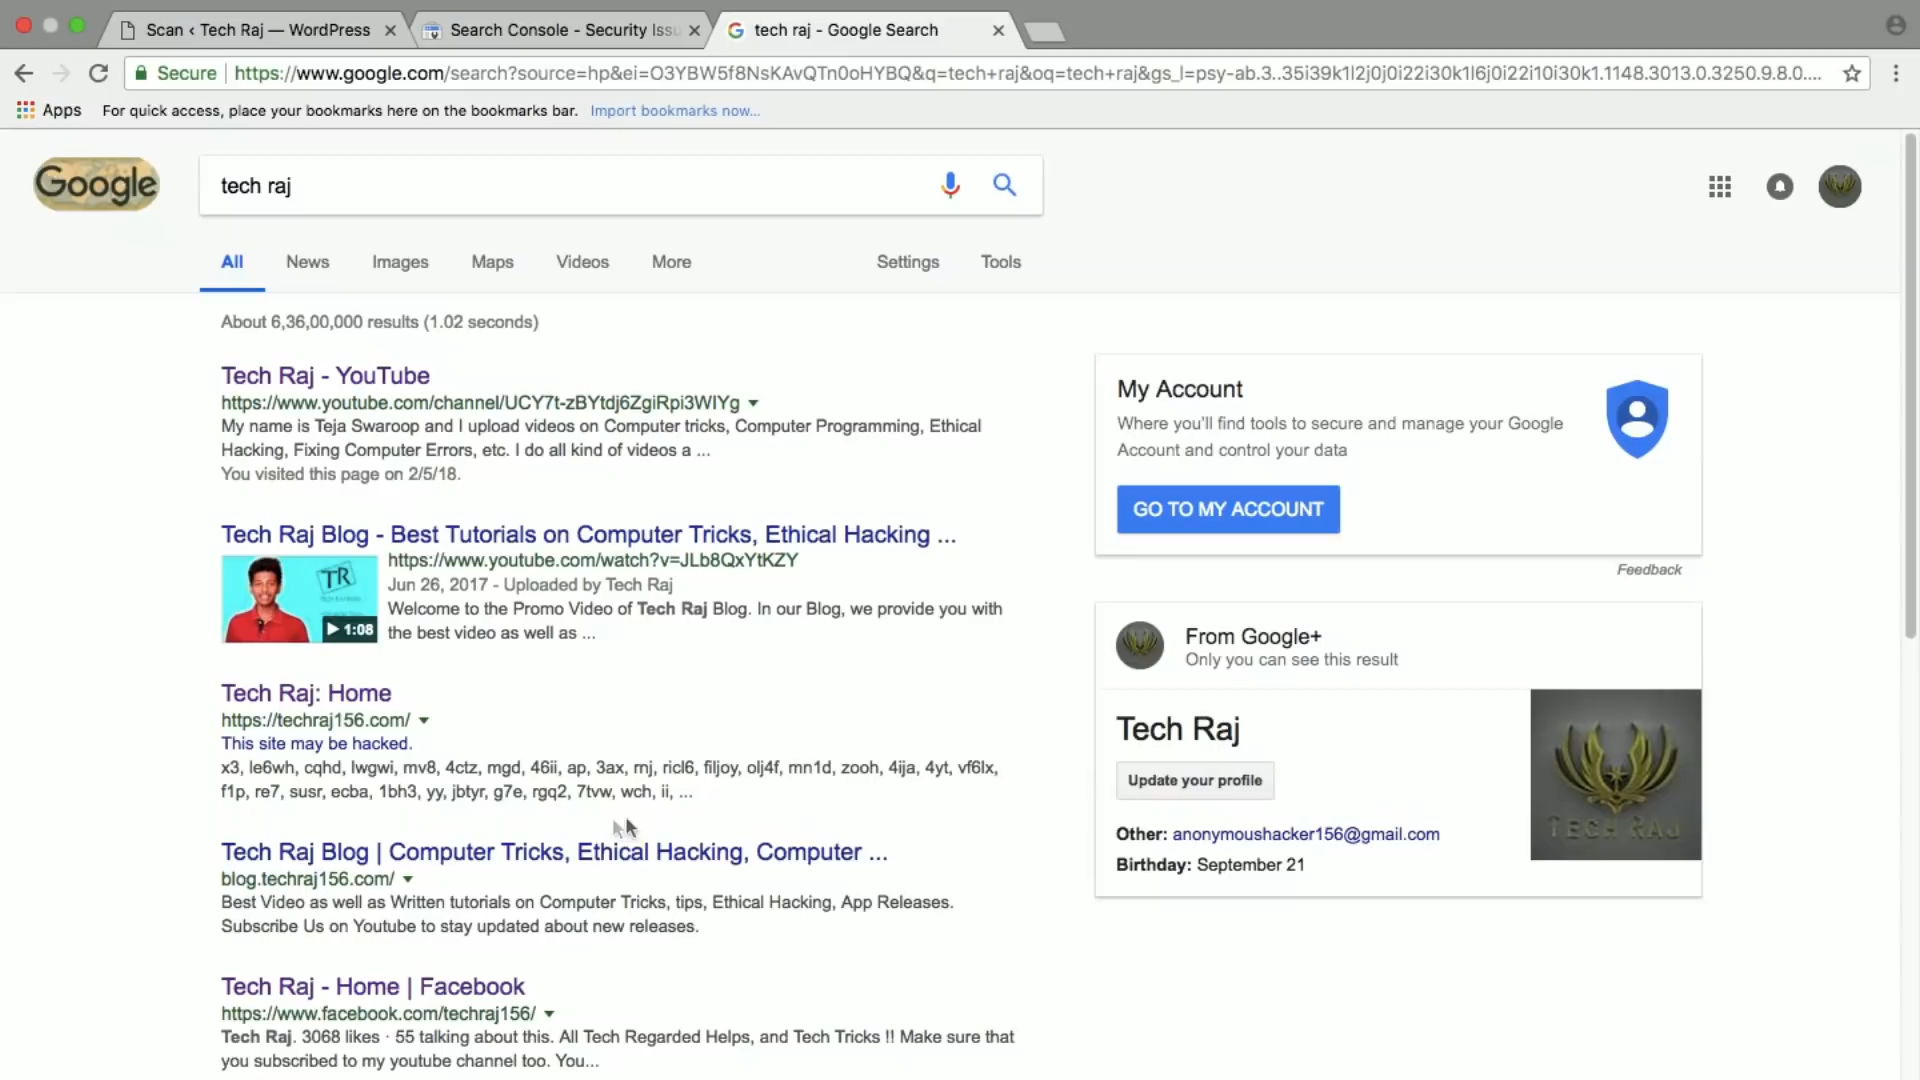 Scan ‹ Tech Raj — WordPress
Search Console - Security Issu
tech raj - Google Search
Secure
https://www.google.com/search?source=hp&ei=O3YBW5f8NsKAvQTn0oHYBQ&q=tech+raj&oq=tech+raj&gs_l=psy-ab.3..35i39k1l2j0j0i22i30k1l6j0i22i10i30k1.1148.3013.0.3250.9.8.0....
Apps
For quick access, place your bookmarks here on the bookmarks bar. Import bookmarks now...
Google
tech raj
All News Images Maps Videos More Settings Tools
About 6,36,00,000 results (1.02 seconds)
Tech Raj - YouTube
https://www.youtube.com/channel/UCY7t-zBYtdj6ZgiRpi3WIYg
My name is Teja Swaroop and I upload videos on Computer tricks, Computer Programming, Ethical
Hacking, Fixing Computer Errors, etc. I do all kind of videos a ...
You visited this page on 2/5/18.
Tech Raj Blog - Best Tutorials on Computer Tricks, Ethical Hacking ...
https://www.youtube.com/watch?v=JLb8QxYtKZY
Jun 26, 2017 - Uploaded by Tech Raj
Welcome to the Promo Video of Tech Raj Blog. In our Blog, we provide you with
the best video as well as ...
TR
1:08
Tech Raj: Home
https://techraj156.com/
This site may be hacked.
x3, le6wh, cqhd, lwgwi, mv8, 4ctz, mgd, 46ii, ap, 3ax, rnj, ricl6, filjoy, olj4f, mn1d, zooh, 4ija, 4yt, vf6lx,
f1p, re7, susr, ecba, 1bh3, yy, jbtyr, g7e, rgq2, 7tvw, wch, ii, ...
Tech Raj Blog | Computer Tricks, Ethical Hacking, Computer ...
blog.techraj156.com/
Best Video as well as Written tutorials on Computer Tricks, tips, Ethical Hacking, App Releases.
Subscribe Us on Youtube to stay updated about new releases.
Tech Raj - Home | Facebook
https://www.facebook.com/techraj156/
Tech Raj. 3068 likes · 55 talking about this. All Tech Regarded Helps, and Tech Tricks !! Make sure that
you subscribed to my youtube channel too. You...
My Account
Where you'll find tools to secure and manage your Google
Account and control your data
GO TO MY ACCOUNT
Feedback
From Google+
Only you can see this result
Tech Raj
Update your profile
Other: anonymoushacker156@gmail.com
Birthday: September 21
TECH RAJ